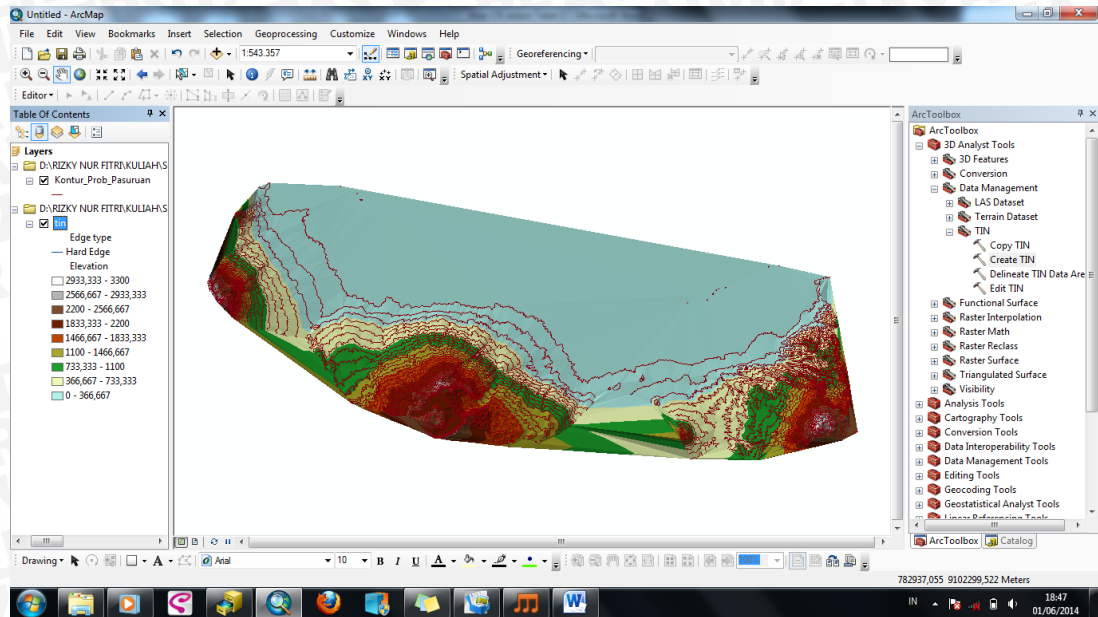 Untitled - ArcMap
File Edit View Bookmarks Insert Selection Geoprocessing Customize Windows Help
1:543.357
Georeferencing
Spatial Adjustment
Editor
Table Of Contents
Layers
D:\RIZKY NUR FITRI\KULIAH\S
Kontur_Prob_Pasuruan
D:\RIZKY NUR FITRI\KULIAH\S
tin
Edge type
Hard Edge
Elevation
2933,333 - 3300
2566,667 - 2933,333
2200 - 2566,667
1833,333 - 2200
1466,667 - 1833,333
1100 - 1466,667
733,333 - 1100
366,667 - 733,333
0 - 366,667
ArcToolbox
ArcToolbox
3D Analyst Tools
3D Features
Conversion
Data Management
LAS Dataset
Terrain Dataset
TIN
Copy TIN
Create TIN
Delineate TIN Data Are
Edit TIN
Functional Surface
Raster Interpolation
Raster Math
Raster Reclass
Raster Surface
Triangulated Surface
Visibility
Analysis Tools
Cartography Tools
Conversion Tools
Data Interoperability Tools
Data Management Tools
Editing Tools
Geocoding Tools
Geostatistical Analyst Tools
Linear Referencing Tools
ArcToolbox Catalog
Drawing A Arial 10 B I U A 100%
782937,055 9102299,522 Meters
IN 18:47
01/06/2014